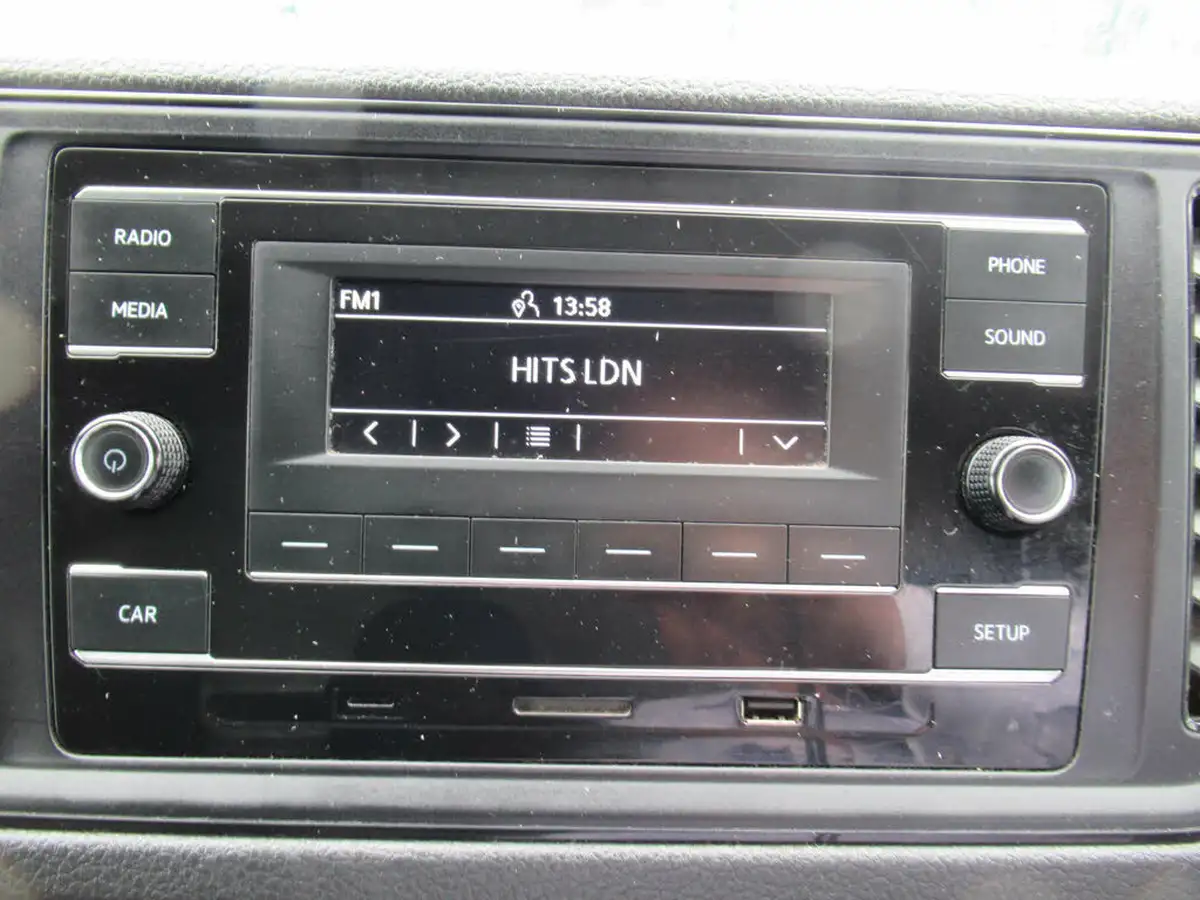 RADIO
MEDIA
PHONE
SOUND
FM1 13:58
HITS LDN
CAR
SETUP